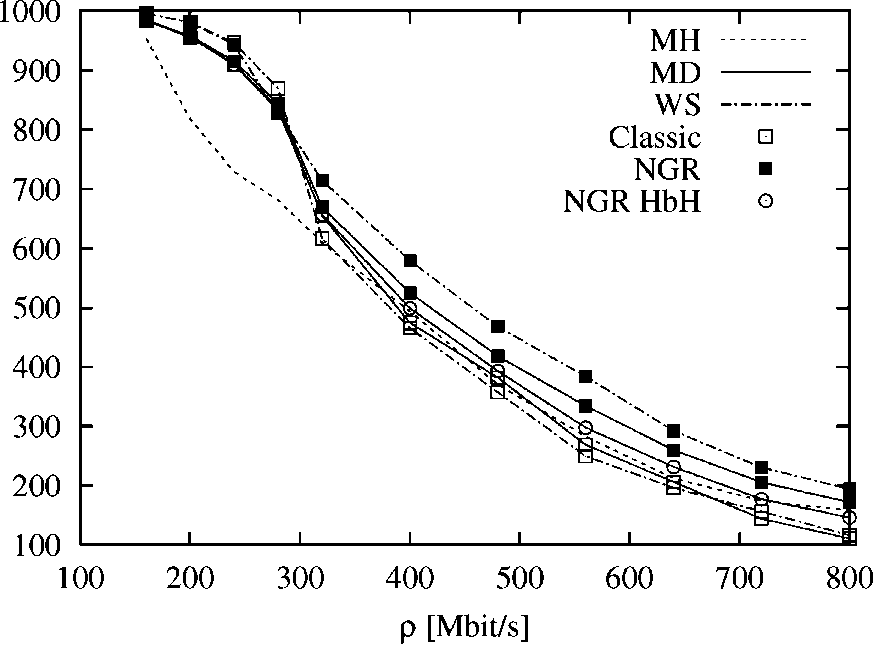 1000
900
800
700
600
500
400
300
200
100
MH
MD
WS
Classic
NGR
NGR HbH
100 200 300 400 500 600 700 800
ρ [Mbit/s]